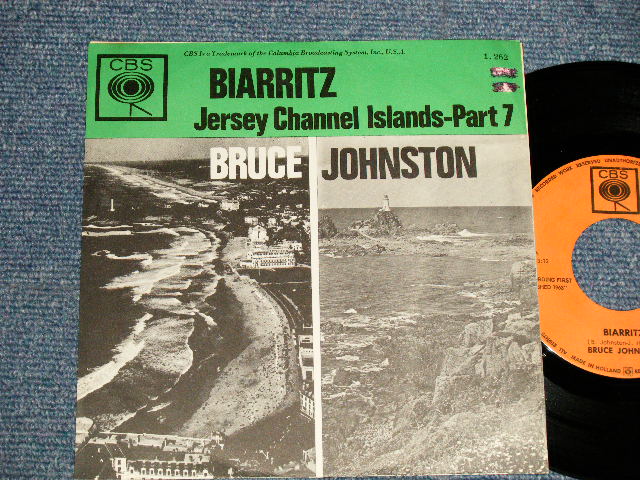 CBS Is a Trademark of the Columbia Broadcasting System, Inc., U.S.A.
1.262
CBS
BIARRITZ
Jersey Channel Islands-Part 7
BRUCE JOHNSTON
CBS
BIARRITZ
BRUCE JOHN
MADE IN HOLLAND